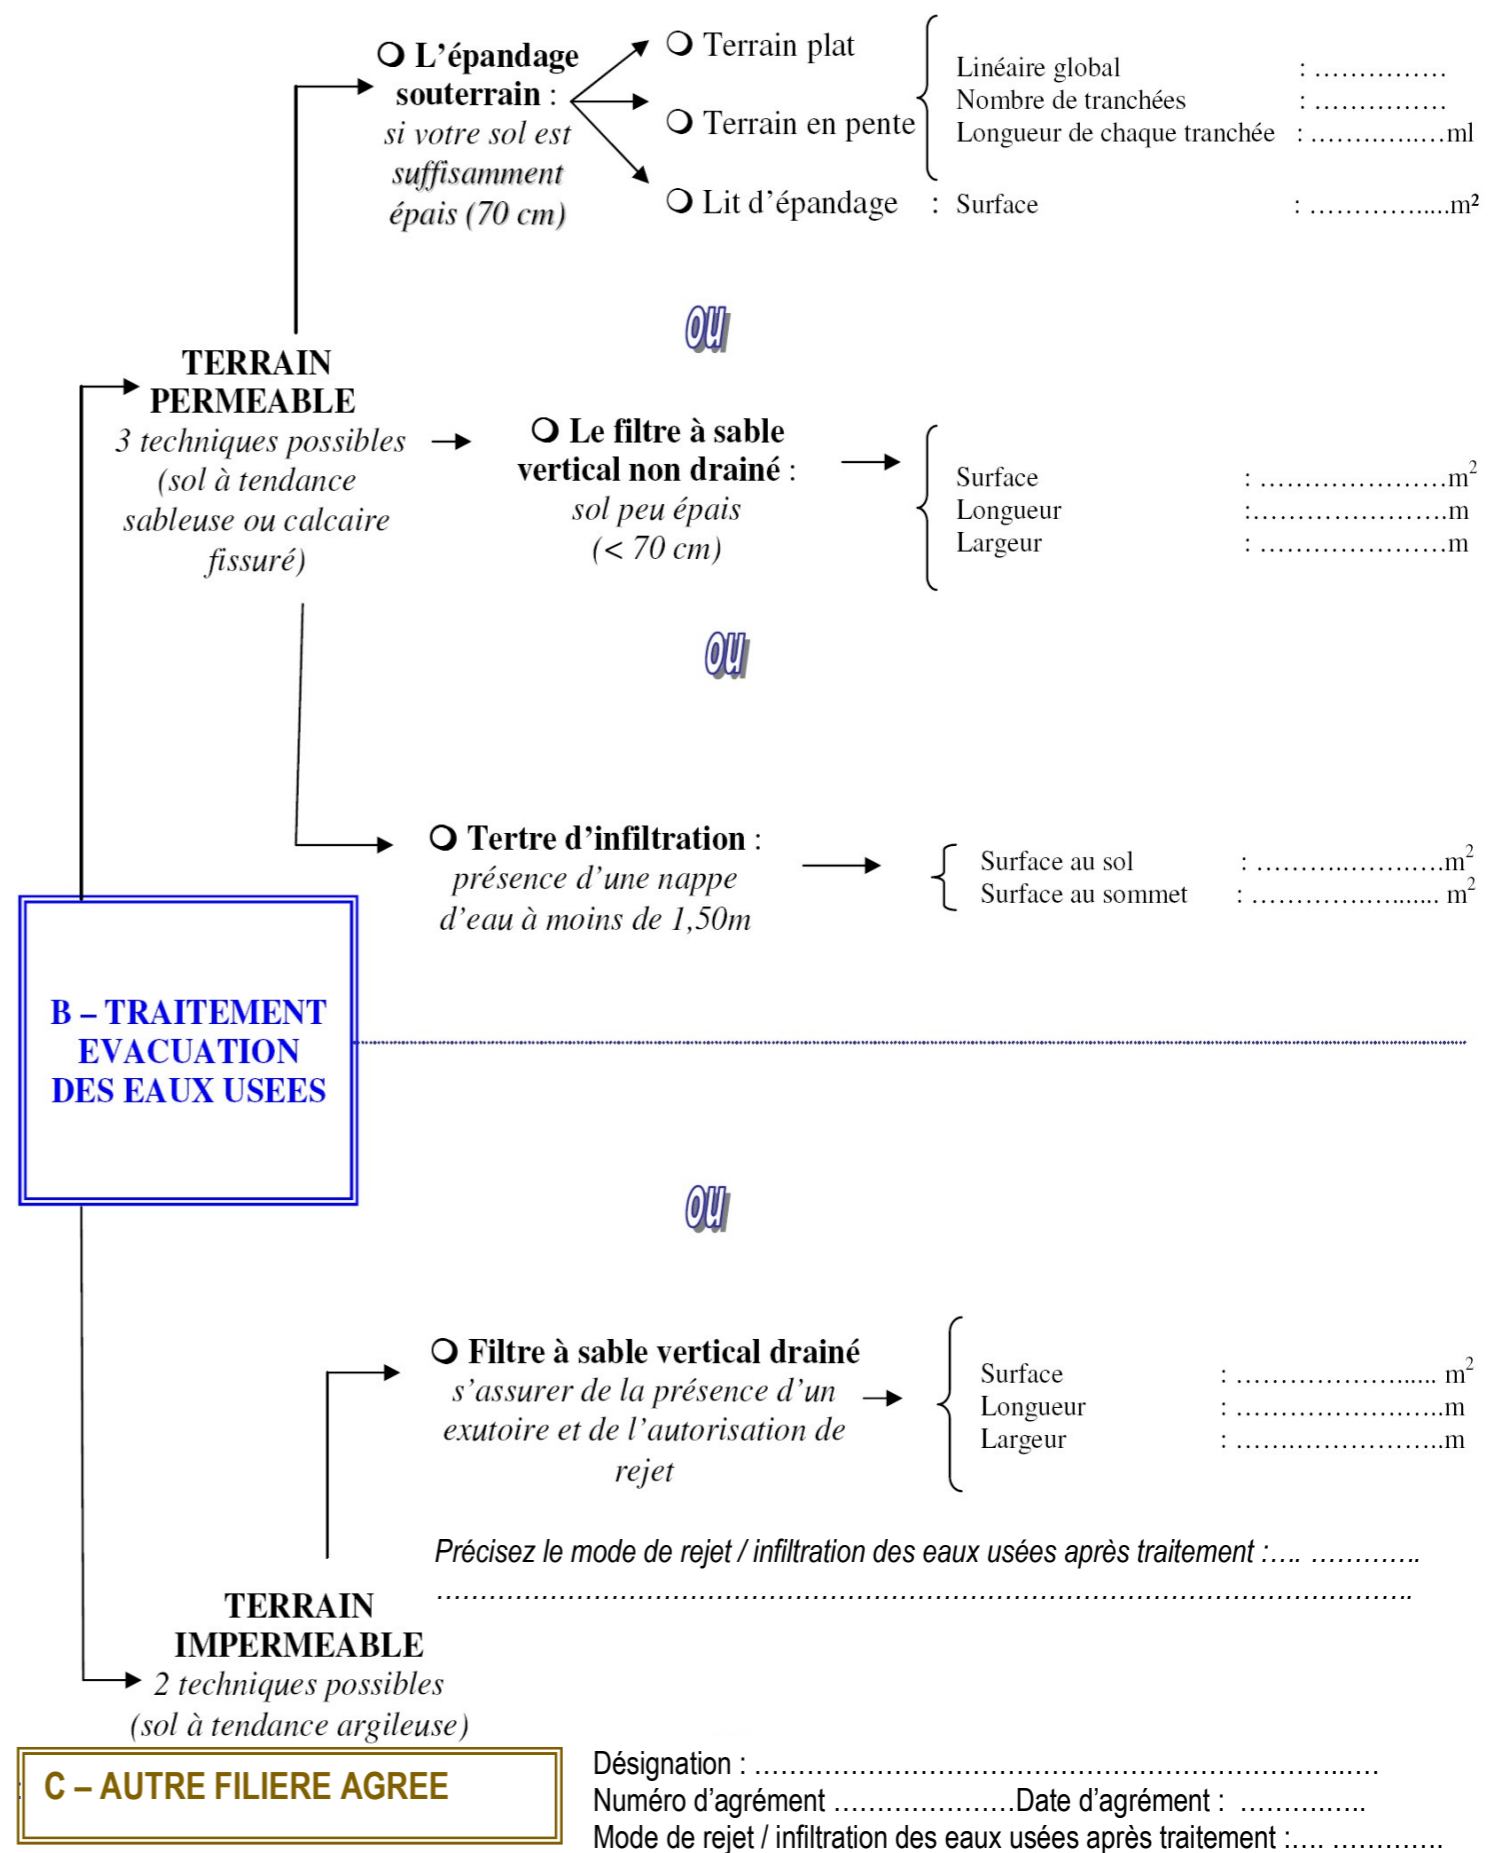 O L'épandage
souterrain :
si votre sol est
suffisamment
épais (70 cm)
O Terrain plat
O Terrain en pente
Linéaire global : ……………
Nombre de tranchées : ……………
Longueur de chaque tranchée : ……………ml
O Lit d'épandage : Surface : ………………m²
ou
TERRAIN
PERMEABLE
3 techniques possibles
(sol à tendance
sableuse ou calcaire
fissuré)
O Le filtre à sable
vertical non drainé :
sol peu épais
(< 70 cm)
Surface : …………………m²
Longueur :…………………m
Largeur : …………………m
ou
O Tertre d'infiltration :
présence d'une nappe
d'eau à moins de 1,50m
Surface au sol : …………………m²
Surface au sommet : ………………… m²
B – TRAITEMENT
EVACUATION
DES EAUX USEES
ou
O Filtre à sable vertical drainé
s'assurer de la présence d'un
exutoire et de l'autorisation de
rejet
Surface : ………………… m²
Longueur : …………………m
Largeur : …………………m
Précisez le mode de rejet / infiltration des eaux usées après traitement :…. ………….
………………………………………………………………………………………….
TERRAIN
IMPERMEABLE
2 techniques possibles
(sol à tendance argileuse)
:
C – AUTRE FILIERE AGREE
Désignation : ………………………………………………………
Numéro d'agrément …………………Date d'agrément : …………..
Mode de rejet / infiltration des eaux usées après traitement :…. ………….